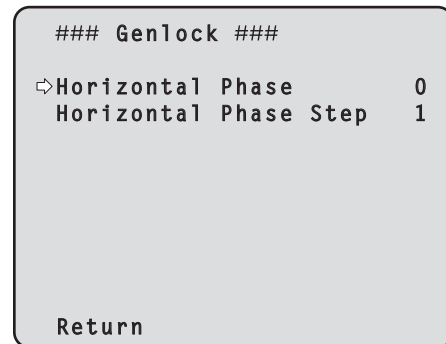 ### Genlock ###
⇨Horizontal Phase 0
Horizontal Phase Step 1
Return